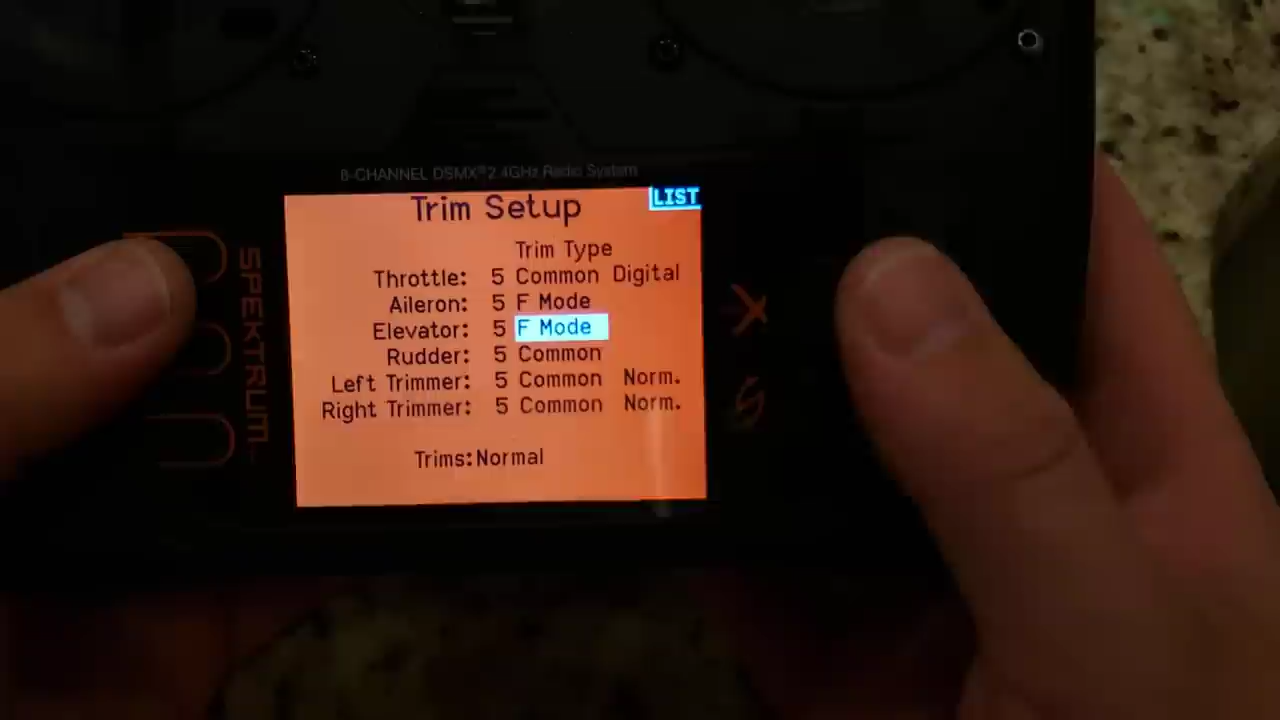 8-CHANNEL DSMX® 2.4GHz Radio System
Trim Setup
LIST
Trim Type
Throttle: 5 Common Digital
Aileron: 5 F Mode
Elevator: 5 F Mode
Rudder: 5 Common
Left Trimmer: 5 Common Norm.
Right Trimmer: 5 Common Norm.
Trims:Normal
SPEKTRUM